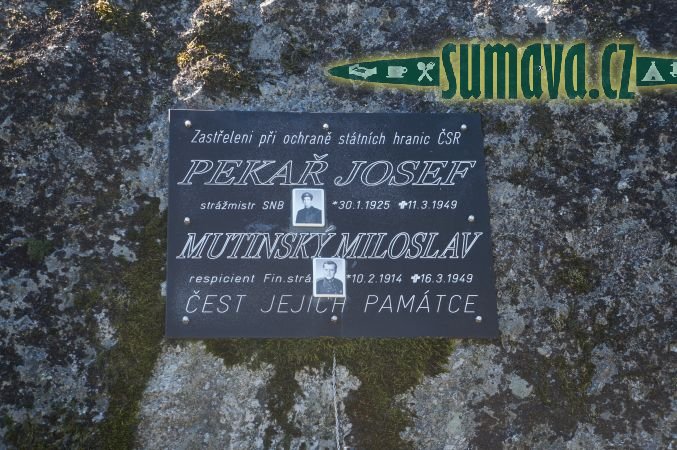 sumava.cz
Zastřeleni při ochraně státních hranic ČSR
PEKAŘ JOSEF
strážmistr SNB *30.1.1925 ✚11.3.1949
MUTINSKÝ MILOSLAV
respicient Fin.strá *10.2.1914 ✚16.3.1949
ČEST JEJICH PAMÁTCE